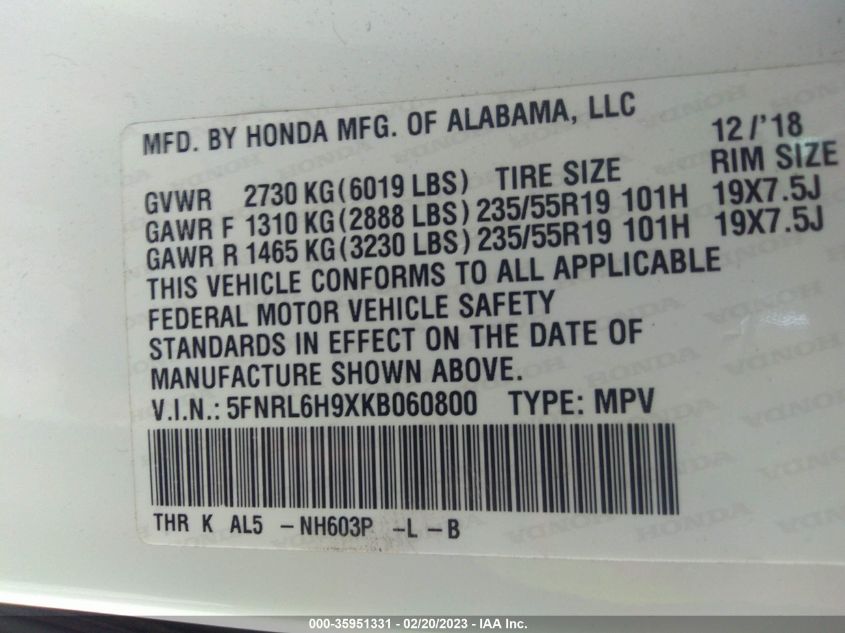 MFD. BY HONDA MFG. OF ALABAMA, LLC 12/'18
GVWR 2730 KG(6019 LBS) TIRE SIZE RIM SIZE
GAWR F 1310 KG(2888 LBS) 235/55R19 101H 19X7.5J
GAWR R 1465 KG(3230 LBS) 235/55R19 101H 19X7.5J
THIS VEHICLE CONFORMS TO ALL APPLICABLE
FEDERAL MOTOR VEHICLE SAFETY
STANDARDS IN EFFECT ON THE DATE OF
MANUFACTURE SHOWN ABOVE.
V.I.N.: 5FNRL6H9XKB060800 TYPE: MPV
THR K AL5 -NH603P -L -B
000-35951331 - 02/20/2023 - IAA Inc.